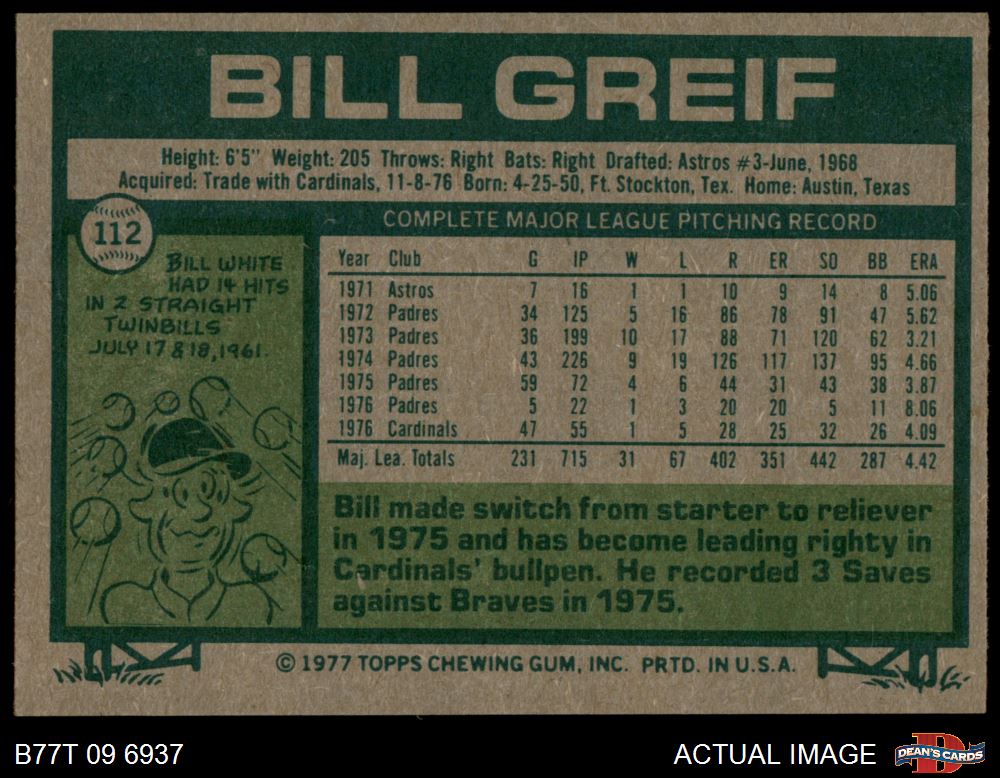 BILL GREIF
Height: 6'5" Weight: 205 Throws: Right Bats: Right Drafted: Astros #3-June, 1968
Acquired: Trade with Cardinals, 11-8-76 Born: 4-25-50, Ft. Stockton, Tex. Home: Austin, Texas
112
BILL WHITE
HAD 14 HITS
IN 2 STRAIGHT
TWINBILLS
JULY 17 & 18, 1961.
COMPLETE MAJOR LEAGUE PITCHING RECORD
Year Club G IP W L R ER SO BB ERA
1971 Astros 7 16 1 1 10 9 14 8 5.06
1972 Padres 34 125 5 16 86 78 91 47 5.62
1973 Padres 36 199 10 17 88 71 120 62 3.21
1974 Padres 43 226 9 19 126 117 137 95 4.66
1975 Padres 59 72 4 6 44 31 43 38 3.87
1976 Padres 5 22 1 3 20 20 5 11 8.06
1976 Cardinals 47 55 1 5 28 25 32 26 4.09
Maj. Lea. Totals 231 715 31 67 402 351 442 287 4.42
Bill made switch from starter to reliever
in 1975 and has become leading righty in
Cardinals' bullpen. He recorded 3 Saves
against Braves in 1975.
© 1977 TOPPS CHEWING GUM, INC. PRTD. IN U.S.A.
B77T 09 6937
ACTUAL IMAGE
DEAN'S CARDS